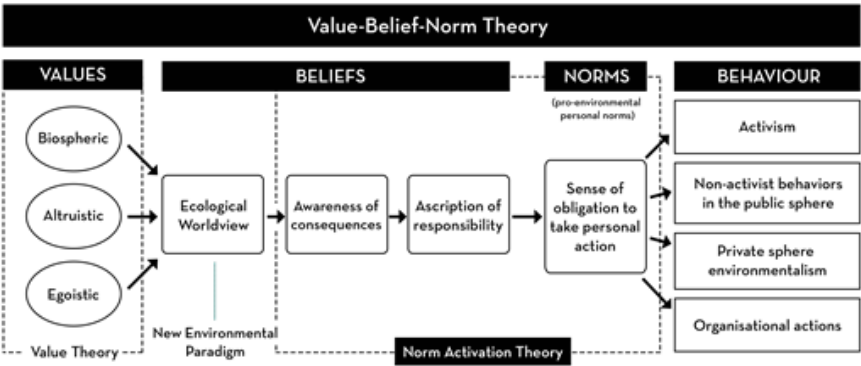 Value-Belief-Norm Theory
VALUES
BELIEFS
NORMS
BEHAVIOUR
(pro-environmental
personal norms)
Biospheric
Altruistic
Egoistic
Ecological
Worldview
Awareness of
consequences
Ascription of
responsibility
Sense of
obligation to
take personal
action
Activism
Non-activist behaviors
in the public sphere
Private sphere
environmentalism
Organisational actions
Value Theory
New Environmental
Paradigm
Norm Activation Theory